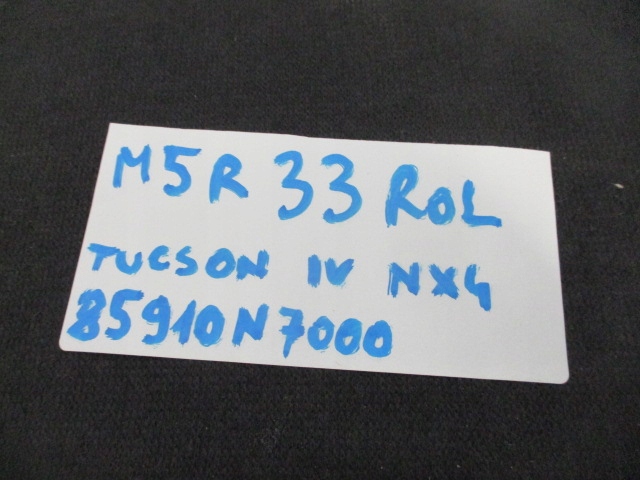 M5R 33 ROL
TUCSON IV NX4
85910N7000